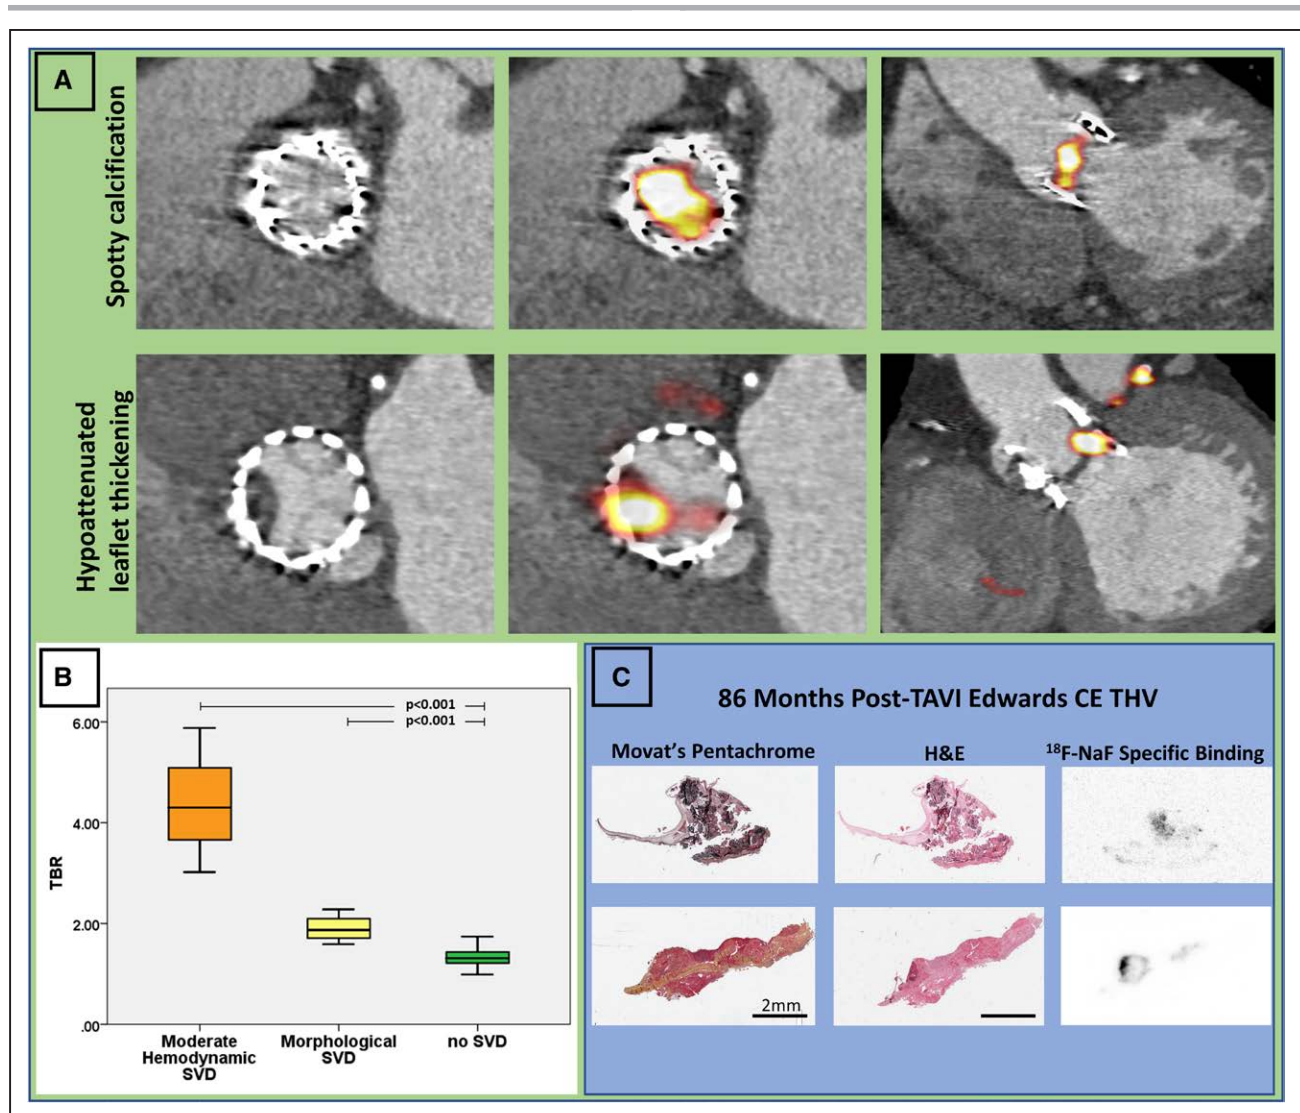 A
Spotty calcification
Hypoattenuated
leaflet thickening
B
p<0.001
p<0.001
6.00
4.00
2.00
.00
TBR
Moderate
Hemodynamic
SVD
Morphological
SVD
no SVD
C
86 Months Post-TAVI Edwards CE THV
Movat's Pentachrome
H&E
¹⁸F-NaF Specific Binding
2mm